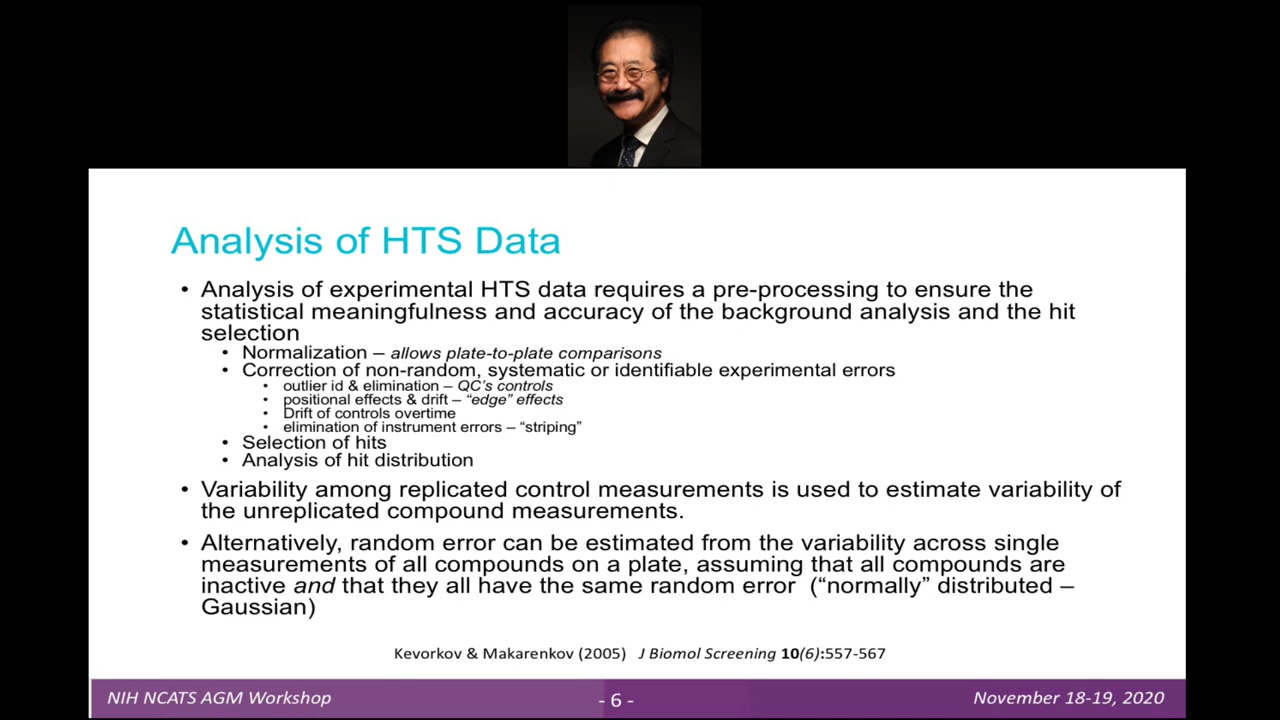 Analysis of HTS Data
• Analysis of experimental HTS data requires a pre-processing to ensure the
statistical meaningfulness and accuracy of the background analysis and the hit
selection
• Normalization – allows plate-to-plate comparisons
• Correction of non-random, systematic or identifiable experimental errors
• outlier id & elimination – QC's controls
• positional effects & drift – “edge” effects
• Drift of controls overtime
• elimination of instrument errors – “striping”
• Selection of hits
• Analysis of hit distribution
• Variability among replicated control measurements is used to estimate variability of
the unreplicated compound measurements.
• Alternatively, random error can be estimated from the variability across single
measurements of all compounds on a plate, assuming that all compounds are
inactive and that they all have the same random error (“normally” distributed –
Gaussian)
Kevorkov & Makarenkov (2005) J Biomol Screening 10(6):557-567
NIH NCATS AGM Workshop - 6 - November 18-19, 2020